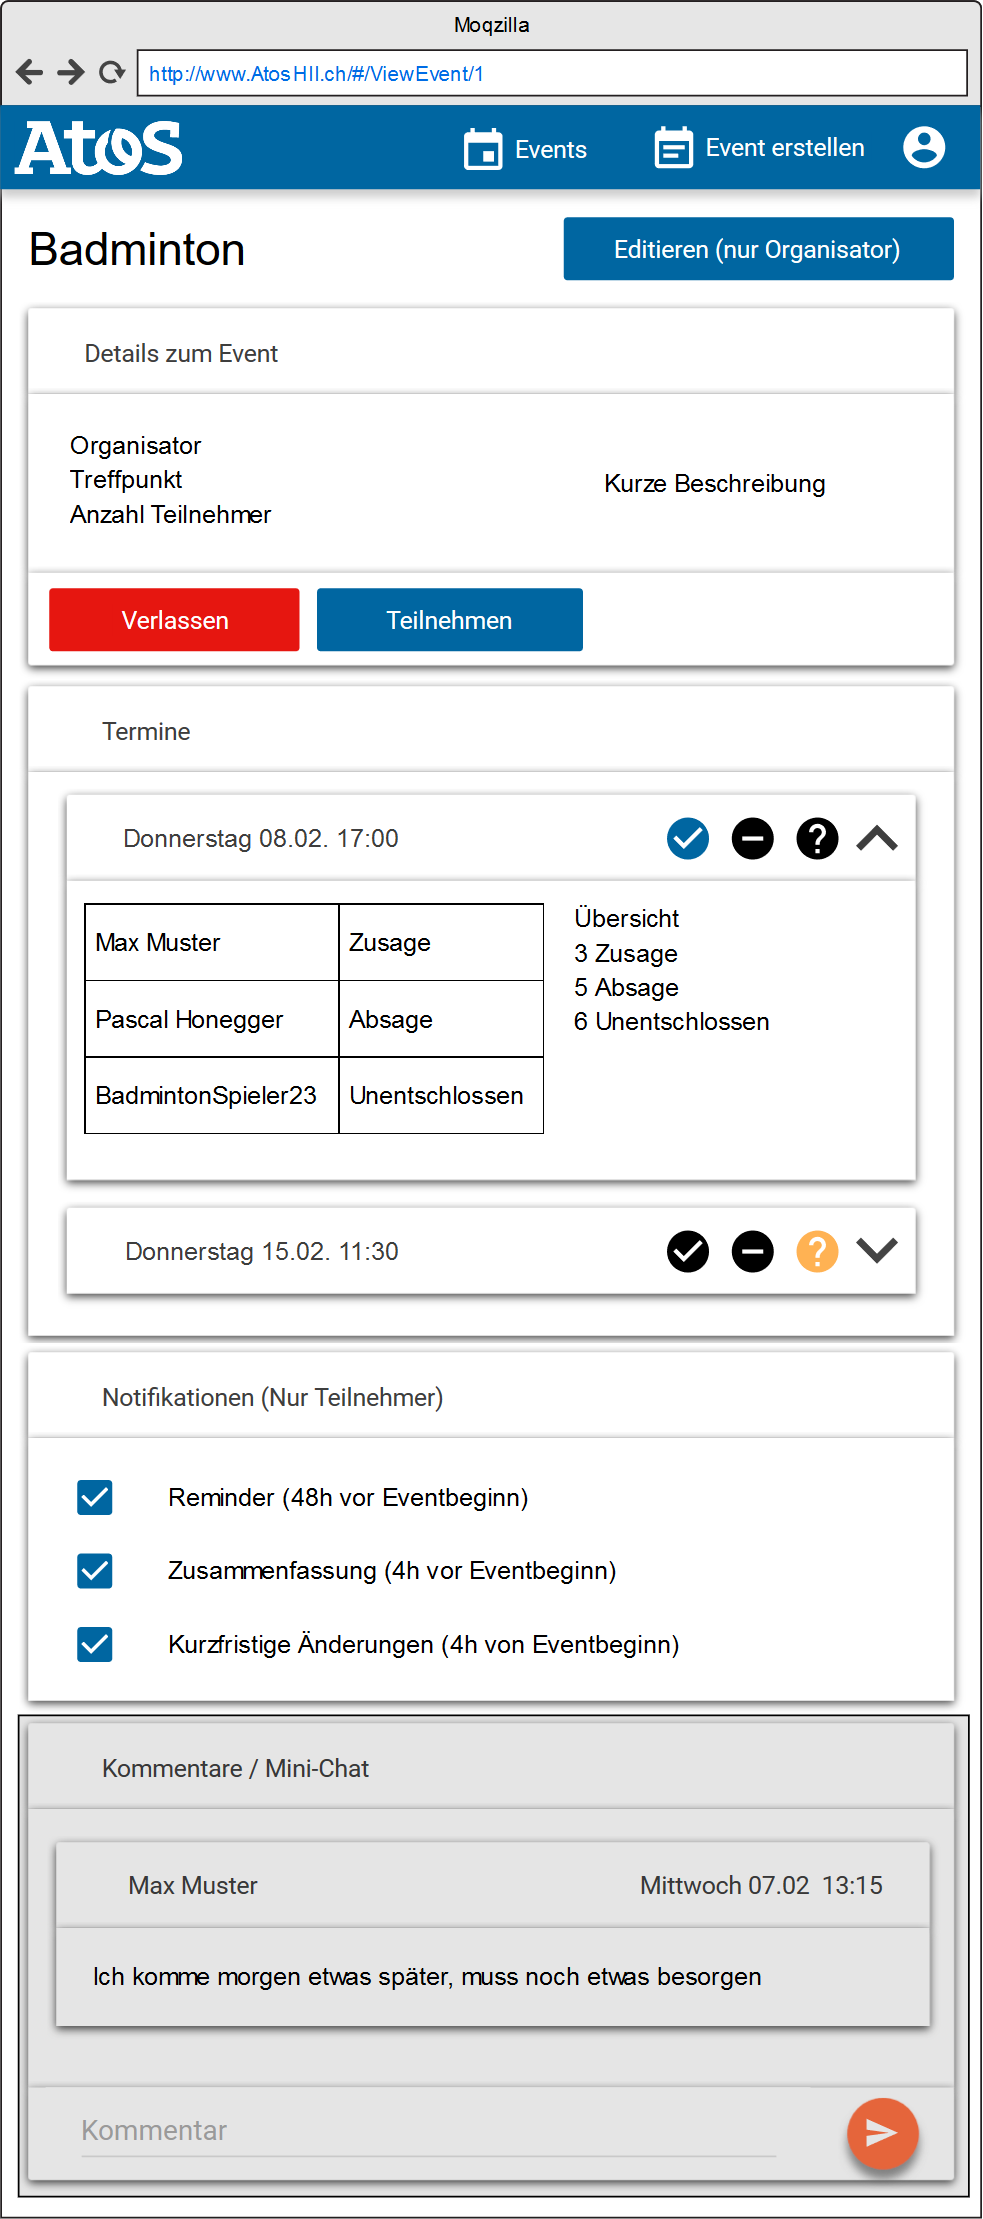 Moqzilla
http://www.AtosHII.ch/#/ViewEvent/1
Atos
Events
Event erstellen
Badminton
Editieren (nur Organisator)
Details zum Event
Organisator
Treffpunkt
Anzahl Teilnehmer
Kurze Beschreibung
Verlassen
Teilnehmen
Termine
Donnerstag 08.02. 17:00
Max Muster Zusage
Pascal Honegger Absage
BadmintonSpieler23 Unentschlossen
Übersicht
3 Zusage
5 Absage
6 Unentschlossen
Donnerstag 15.02. 11:30
Notifikationen (Nur Teilnehmer)
Reminder (48h vor Eventbeginn)
Zusammenfassung (4h vor Eventbeginn)
Kurzfristige Änderungen (4h von Eventbeginn)
Kommentare / Mini-Chat
Max Muster Mittwoch 07.02 13:15
Ich komme morgen etwas später, muss noch etwas besorgen
Kommentar